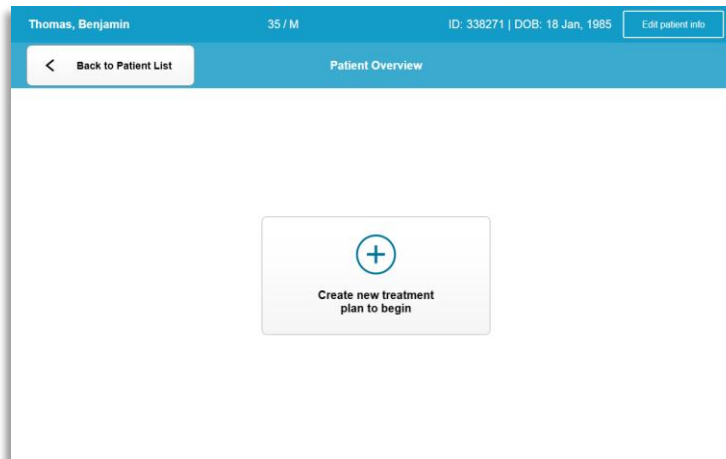 Thomas, Benjamin 35 / M ID: 338271 | DOB: 18 Jan, 1985 Edit patient info
Back to Patient List Patient Overview
Create new treatment
plan to begin